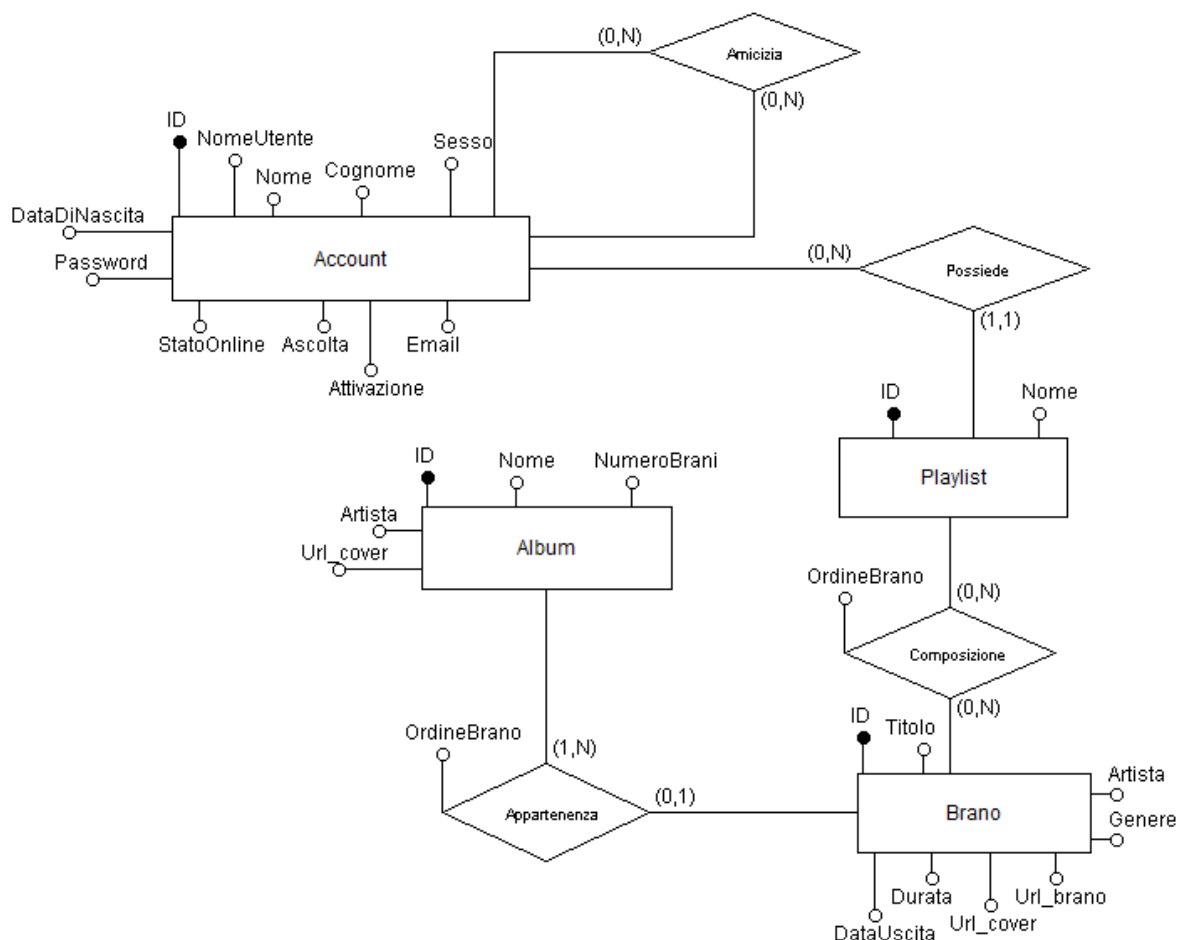 (0,N)
Amicizia
(0,N)
ID
NomeUtente
Nome
Cognome
Sesso
DataDiNascita
Password
Account
StatoOnline
Ascolta
Attivazione
Email
(0,N)
Possiede
(1,1)
ID
Nome
Playlist
ID
Nome
NumeroBrani
Artista
Url_cover
Album
OrdineBrano
(0,N)
Composizione
(0,N)
OrdineBrano
(1,N)
Appartenenza
(0,1)
ID
Titolo
Brano
Artista
Genere
DataUscita
Durata
Url_cover
Url_brano